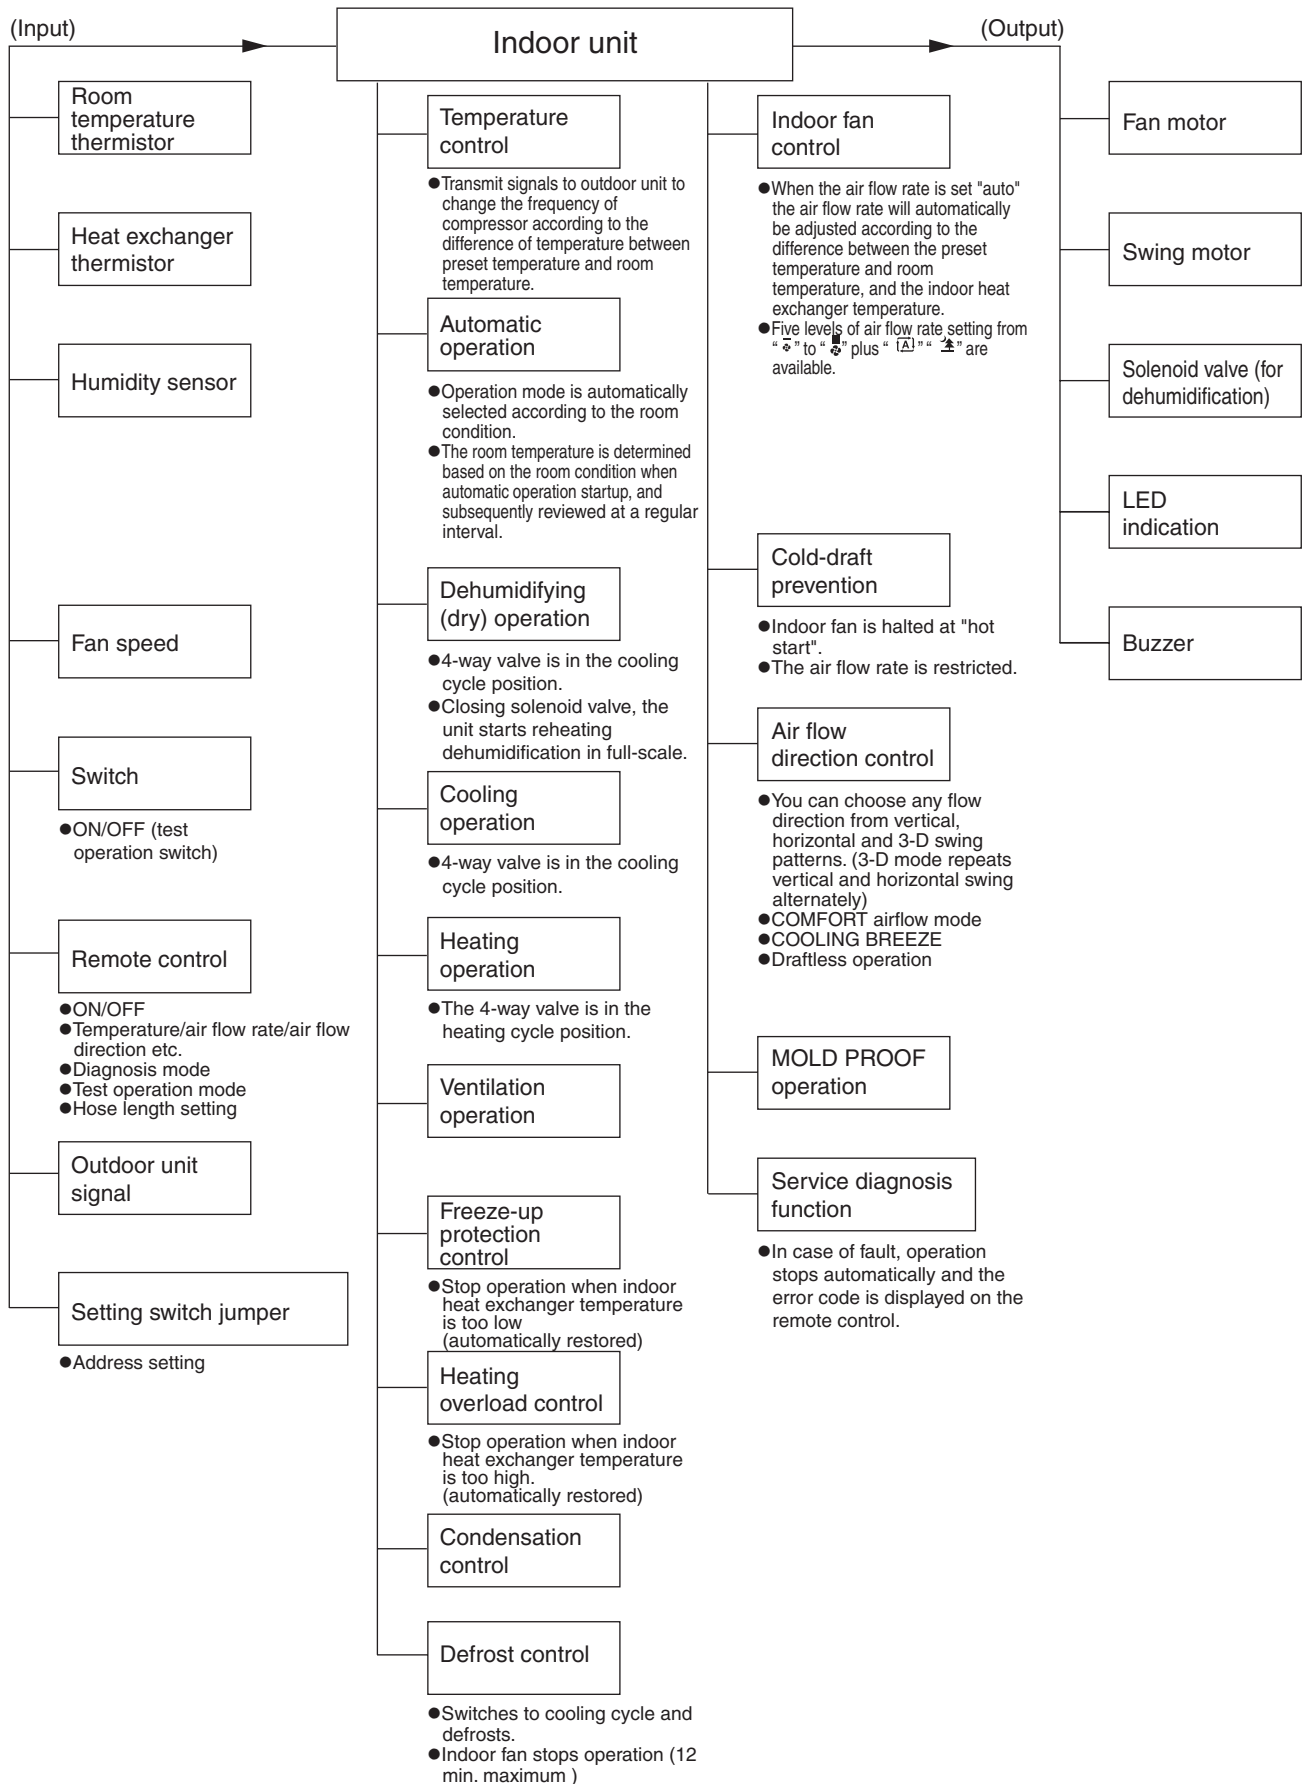 (Input)
Indoor unit
(Output)
Room
temperature
thermistor
Heat exchanger
thermistor
Humidity sensor
Fan speed
Switch
●ON/OFF (test
operation switch)
Remote control
●ON/OFF
●Temperature/air flow rate/air flow
direction etc.
●Diagnosis mode
●Test operation mode
●Hose length setting
Outdoor unit
signal
Setting switch jumper
●Address setting
Temperature
control
●Transmit signals to outdoor unit to
change the frequency of
compressor according to the
difference of temperature between
preset temperature and room
temperature.
Automatic
operation
●Operation mode is automatically
selected according to the room
condition.
●The room temperature is determined
based on the room condition when
automatic operation startup, and
subsequently reviewed at a regular
interval.
Dehumidifying
(dry) operation
●4-way valve is in the cooling
cycle position.
●Closing solenoid valve, the
unit starts reheating
dehumidification in full-scale.
Cooling
operation
●4-way valve is in the cooling
cycle position.
Heating
operation
●The 4-way valve is in the
heating cycle position.
Ventilation
operation
Freeze-up
protection
control
●Stop operation when indoor
heat exchanger temperature
is too low
(automatically restored)
Heating
overload control
●Stop operation when indoor
heat exchanger temperature
is too high.
(automatically restored)
Condensation
control
Defrost control
●Switches to cooling cycle and
defrosts.
●Indoor fan stops operation (12
min. maximum )
Indoor fan
control
●When the air flow rate is set "auto"
the air flow rate will automatically
be adjusted according to the
difference between the preset
temperature and room
temperature, and the indoor heat
exchanger temperature.
●Five levels of air flow rate setting from
“ ” to “ ” plus “ A ” “ ” are
available.
Cold-draft
prevention
●Indoor fan is halted at "hot
start".
●The air flow rate is restricted.
Air flow
direction control
●You can choose any flow
direction from vertical,
horizontal and 3-D swing
patterns. (3-D mode repeats
vertical and horizontal swing
alternately)
●COMFORT airflow mode
●COOLING BREEZE
●Draftless operation
MOLD PROOF
operation
Service diagnosis
function
●In case of fault, operation
stops automatically and the
error code is displayed on the
remote control.
Fan motor
Swing motor
Solenoid valve (for
dehumidification)
LED
indication
Buzzer